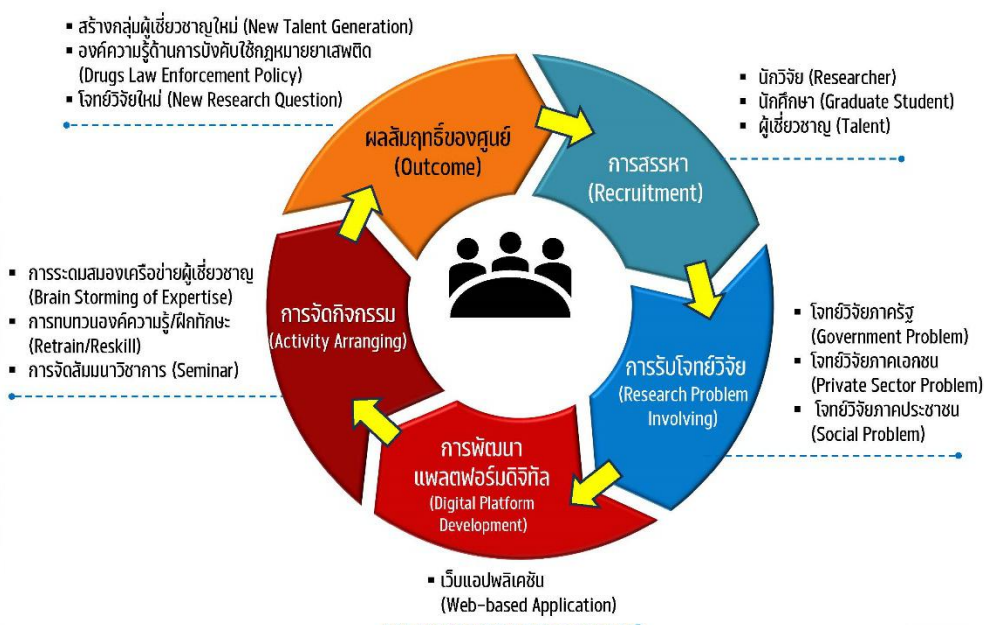 ▪ สร้างกลุ่มผู้เชี่ยวชาญใหม่ (New Talent Generation)
▪ องค์ความรู้ด้านการบังคับใช้กฎหมายยาเสพติด
(Drugs Law Enforcement Policy)
▪ โจทย์วิจัยใหม่ (New Research Question)
ผลสัมฤทธิ์ของศูนย์
(Outcome)
▪ นักวิจัย (Researcher)
▪ นักศึกษา (Graduate Student)
▪ ผู้เชี่ยวชาญ (Talent)
การสรรหา
(Recruitment)
▪ การระดมสมองเครือข่ายผู้เชี่ยวชาญ
(Brain Storming of Expertise)
▪ การทบทวนองค์ความรู้/ฝึกทักษะ
(Retrain/Reskill)
▪ การจัดสัมมนาวิชาการ (Seminar)
การจัดกิจกรรม
(Activity Arranging)
การรับโจทย์วิจัย
(Research Problem
Involving)
▪ โจทย์วิจัยภาครัฐ
(Government Problem)
▪ โจทย์วิจัยภาคเอกชน
(Private Sector Problem)
▪ โจทย์วิจัยภาคประชาชน
(Social Problem)
การพัฒนา
แพลตฟอร์มดิจิทัล
(Digital Platform
Development)
▪ เว็บแอปพลิเคชัน
(Web-based Application)